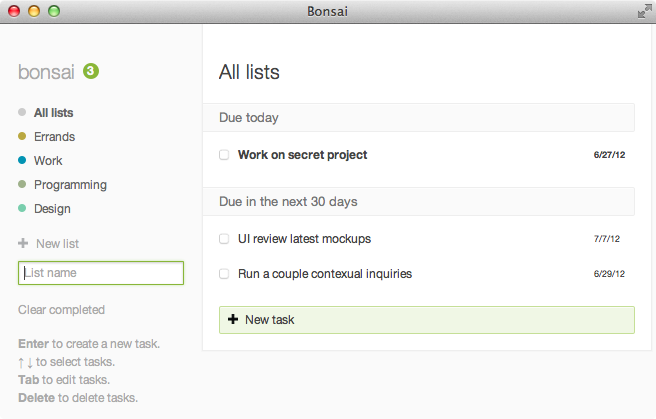 Bonsai
bonsai 3
All lists
Errands
Work
Programming
Design
+ New list
List name
Clear completed
Enter to create a new task.
↑↓ to select tasks.
Tab to edit tasks.
Delete to delete tasks.
All lists
Due today
Work on secret project 6/27/12
Due in the next 30 days
UI review latest mockups 7/7/12
Run a couple contexual inquiries 6/29/12
+ New task